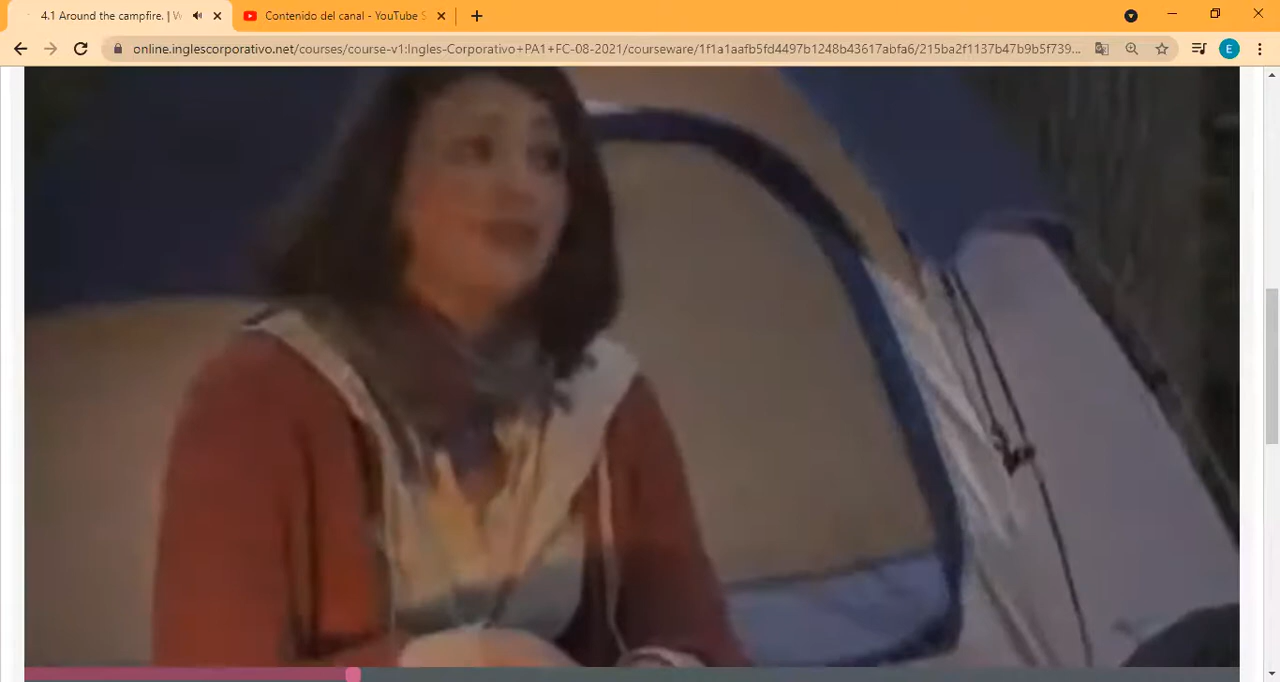 4.1 Around the campfire. | W
Contenido del canal - YouTube S
online.inglescorporativo.net/courses/course-v1:Ingles-Corporativo+PA1+FC-08-2021/courseware/1f1a1aafb5fd4497b1248b43617abfa6/215ba2f1137b47b9b5f739...
E